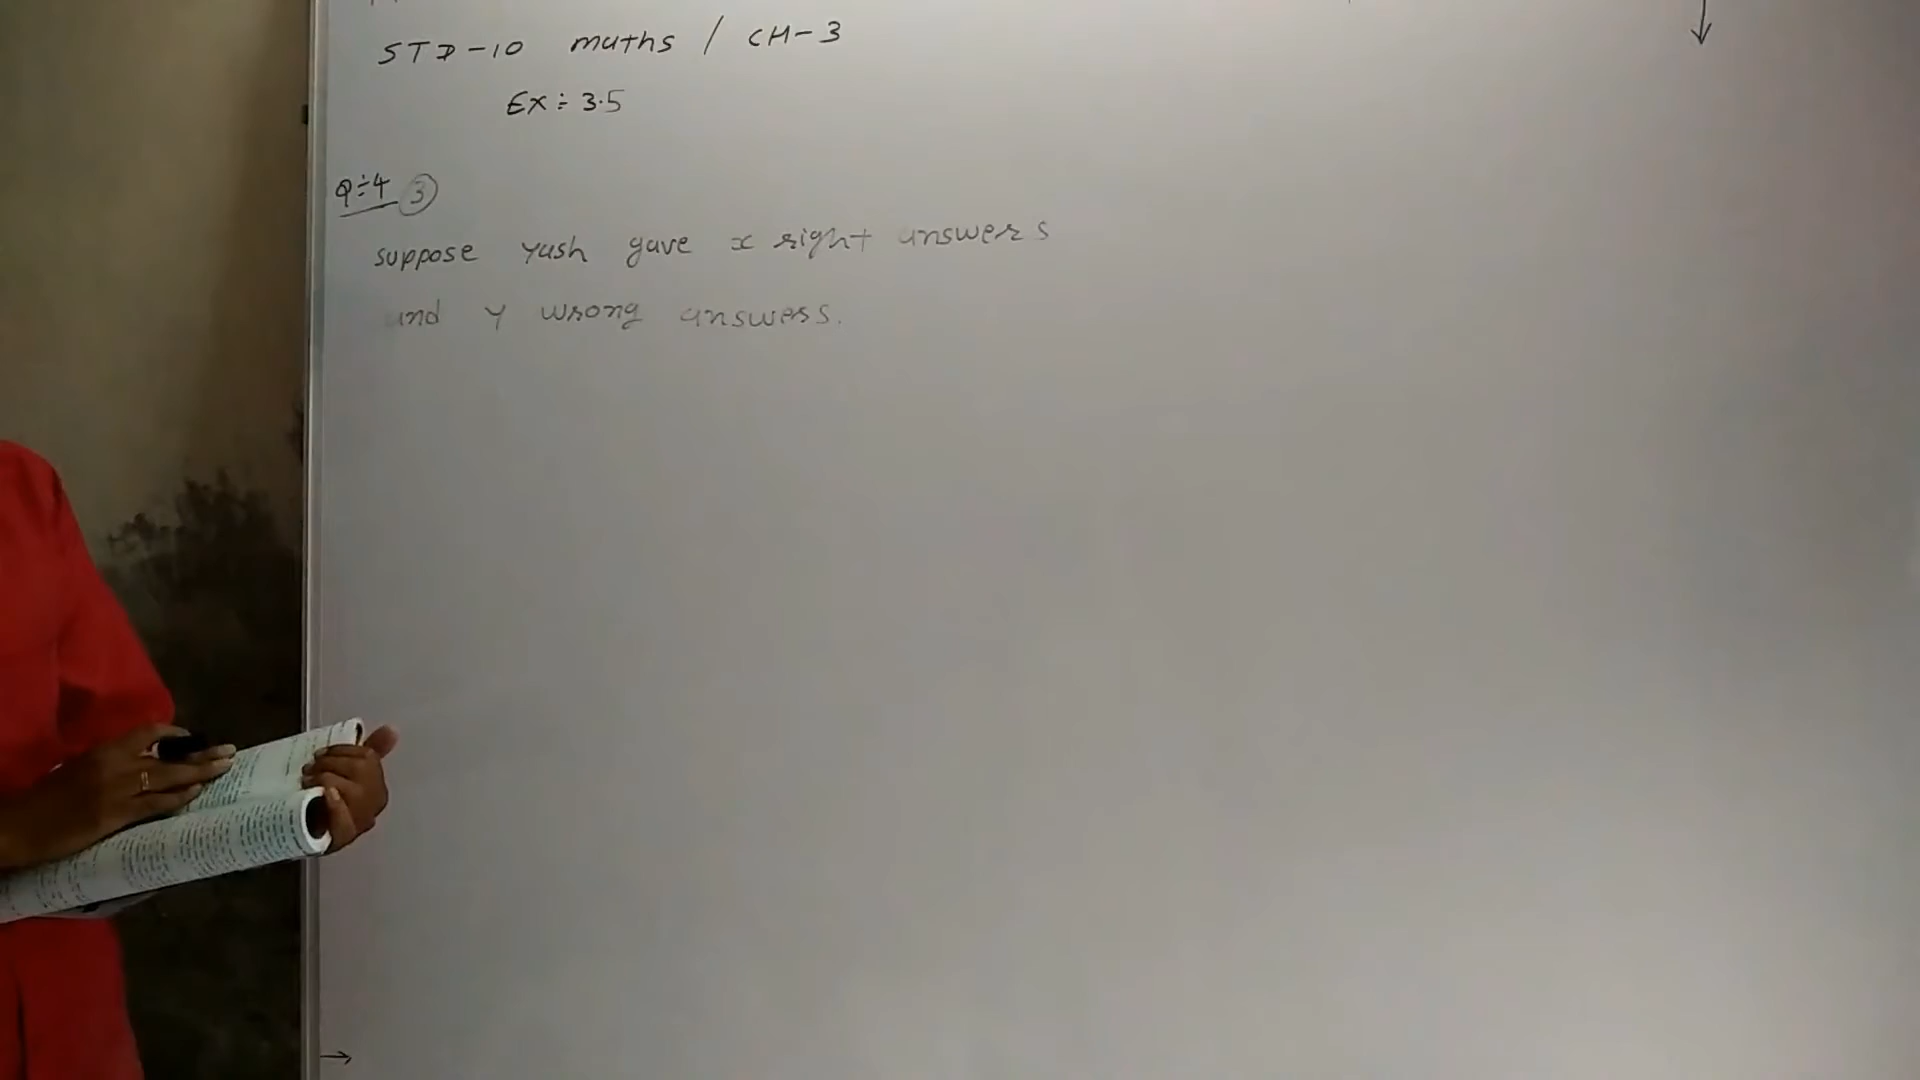 STD-10 maths / CH-3
Ex÷ 3.5
Q÷4 3
suppose Yash gave x right answers
and y wrong answers.